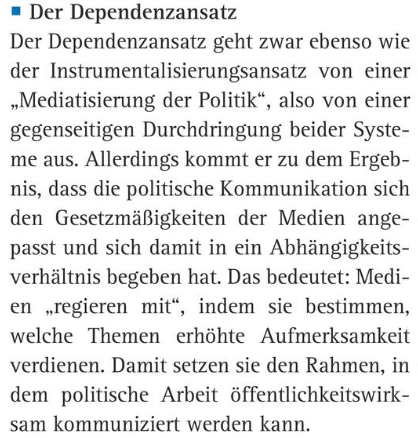 ■ Der Dependenzansatz
Der Dependenzansatz geht zwar ebenso wie
der Instrumentalisierungsansatz von einer
„Mediatisierung der Politik“, also von einer
gegenseitigen Durchdringung beider Syste-
me aus. Allerdings kommt er zu dem Ergeb-
nis, dass die politische Kommunikation sich
den Gesetzmäßigkeiten der Medien ange-
passt und sich damit in ein Abhängigkeits-
verhältnis begeben hat. Das bedeutet: Medi-
en „regieren mit“, indem sie bestimmen,
welche Themen erhöhte Aufmerksamkeit
verdienen. Damit setzen sie den Rahmen, in
dem politische Arbeit öffentlichkeitswirk-
sam kommuniziert werden kann.